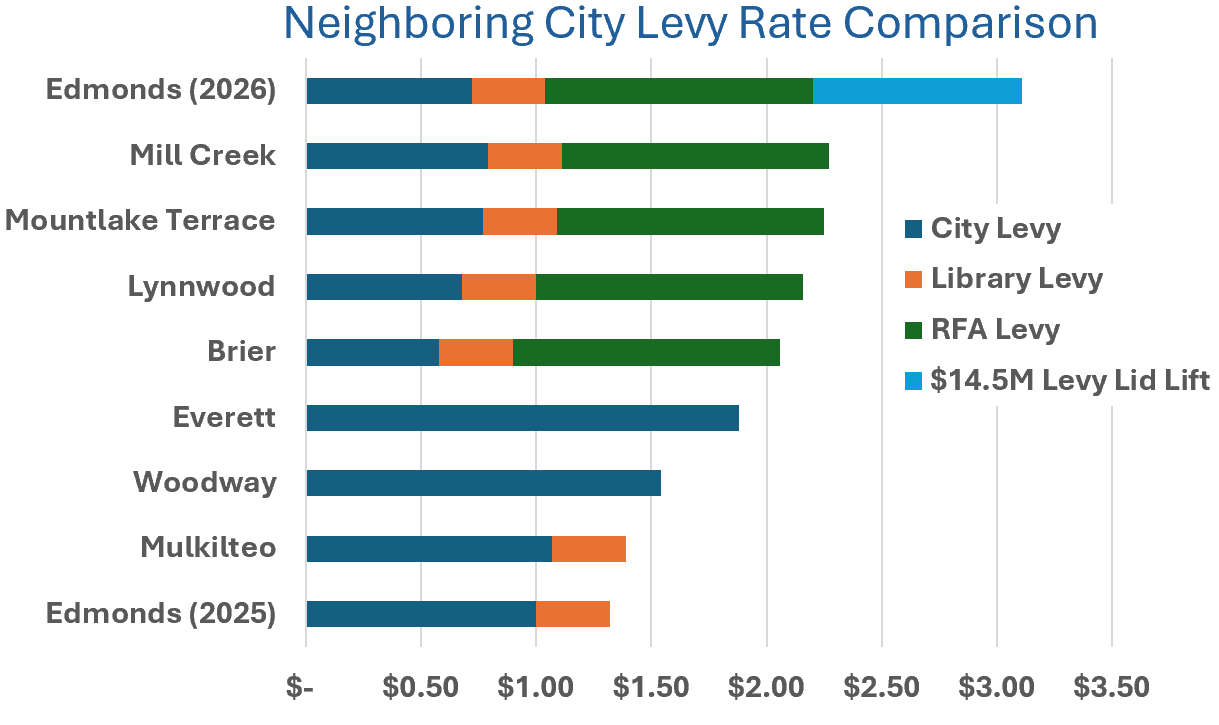 Neighboring City Levy Rate Comparison
Edmonds (2026)
Mill Creek
Mountlake Terrace
Lynnwood
Brier
Everett
Woodway
Mulkilteo
Edmonds (2025)
City Levy
Library Levy
RFA Levy
$14.5M Levy Lid Lift
$- $0.50 $1.00 $1.50 $2.00 $2.50 $3.00 $3.50